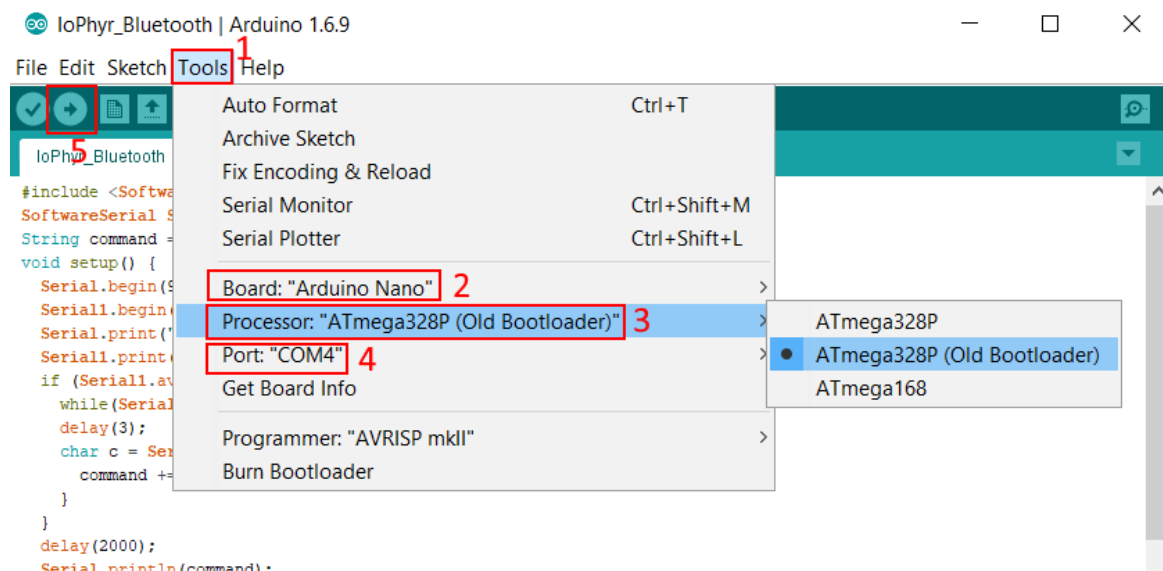 IoPhyr_Bluetooth | Arduino 1.6.9
1
File Edit Sketch Tools Help
5
IoPhyr_Bluetooth
Auto Format Ctrl+T
Archive Sketch
Fix Encoding & Reload
Serial Monitor Ctrl+Shift+M
Serial Plotter Ctrl+Shift+L
Board: "Arduino Nano" 2
Processor: "ATmega328P (Old Bootloader)" 3
Port: "COM4" 4
Get Board Info
Programmer: "AVRISP mkII"
Burn Bootloader
ATmega328P
ATmega328P (Old Bootloader)
ATmega168
#include <Softwa
SoftwareSerial S
String command =
void setup() {
Serial.begin(9
Serial1.begin(
Serial.print("
Serial1.print(
if (Serial1.av
while(Serial
delay(3);
char c = Ser
command +=
}
}
delay(2000);
Serial.println(command);